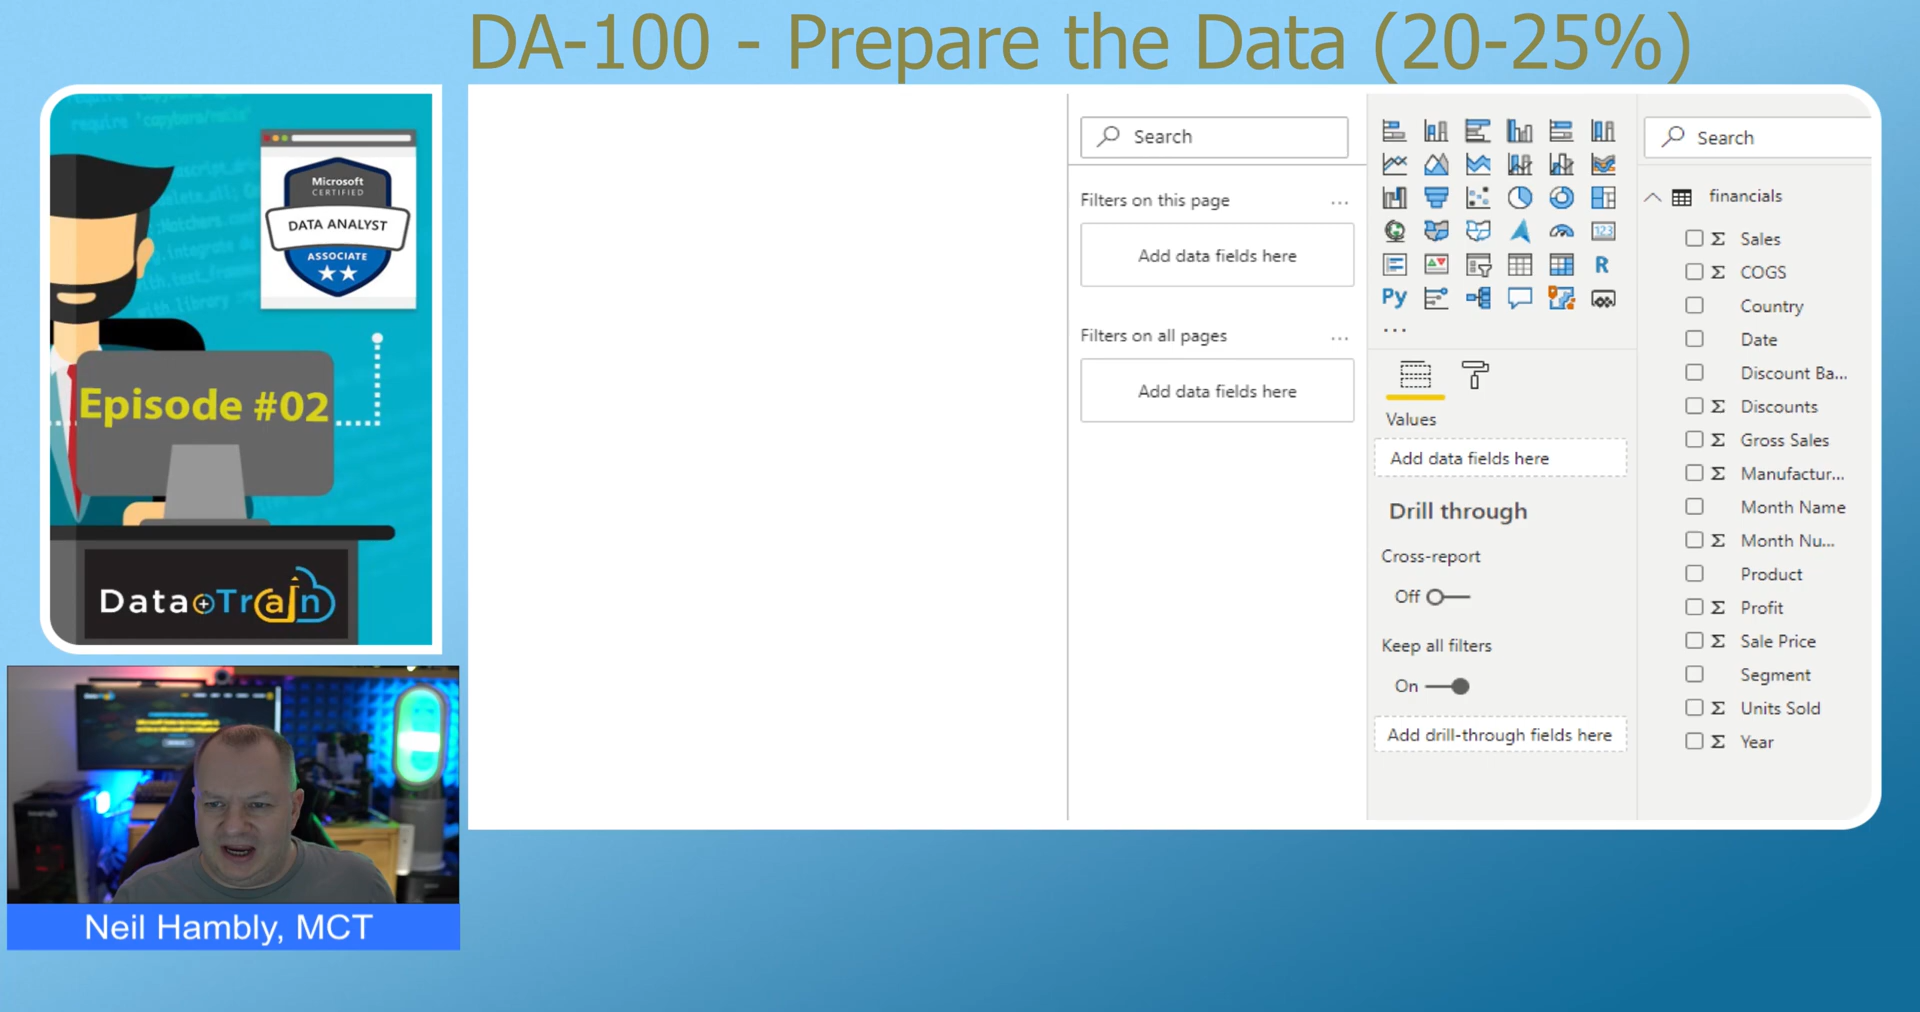 DA-100 - Prepare the Data (20-25%)
Microsoft
CERTIFIED
DATA ANALYST
ASSOCIATE
Episode #02
Data Train
Neil Hambly, MCT
Search
Filters on this page
...
Add data fields here
Filters on all pages
...
Add data fields here
R
Py
...
Values
Add data fields here
Drill through
Cross-report
Off
Keep all filters
On
Add drill-through fields here
Search
financials
Σ Sales
Σ COGS
Country
Date
Discount Ba...
Σ Discounts
Σ Gross Sales
Σ Manufactur...
Month Name
Σ Month Nu...
Product
Σ Profit
Σ Sale Price
Segment
Σ Units Sold
Σ Year